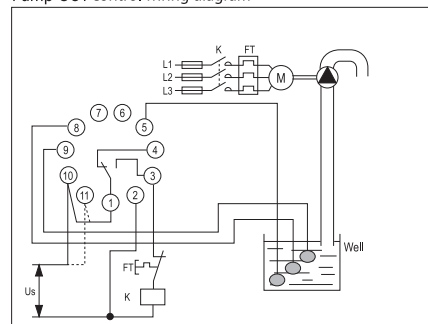 Pump OUT control wiring diagram
K FT
L1
L2
L3
M
7 6
8 5
9 4
10 3
11 2
1
Well
FT
Us
K